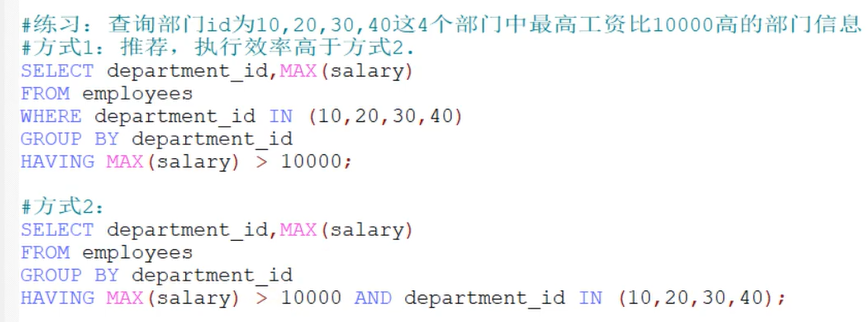 #练习：查询部门id为10,20,30,40这4个部门中最高工资比10000高的部门信息
#方式1：推荐，执行效率高于方式2.
SELECT department_id,MAX(salary)
FROM employees
WHERE department_id IN (10,20,30,40)
GROUP BY department_id
HAVING MAX(salary) > 10000;
#方式2：
SELECT department_id,MAX(salary)
FROM employees
GROUP BY department_id
HAVING MAX(salary) > 10000 AND department_id IN (10,20,30,40);